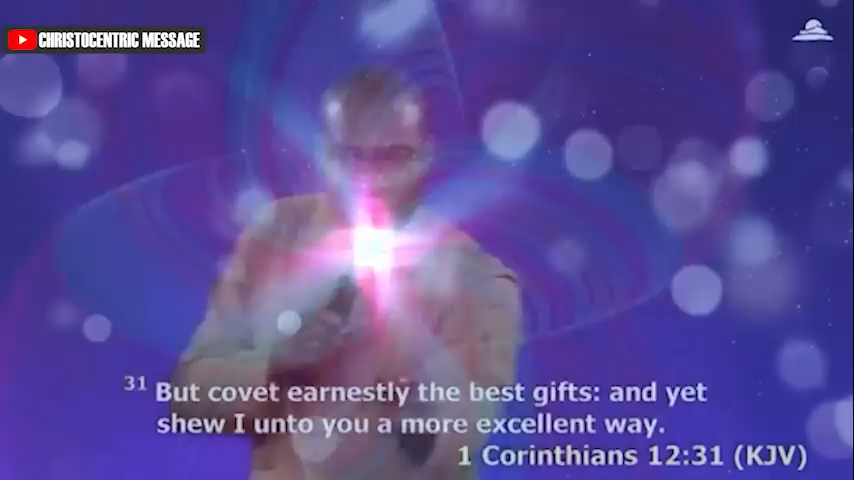 CHRISTOCENTRIC MESSAGE
31 But covet earnestly the best gifts: and yet
shew I unto you a more excellent way.
1 Corinthians 12:31 (KJV)